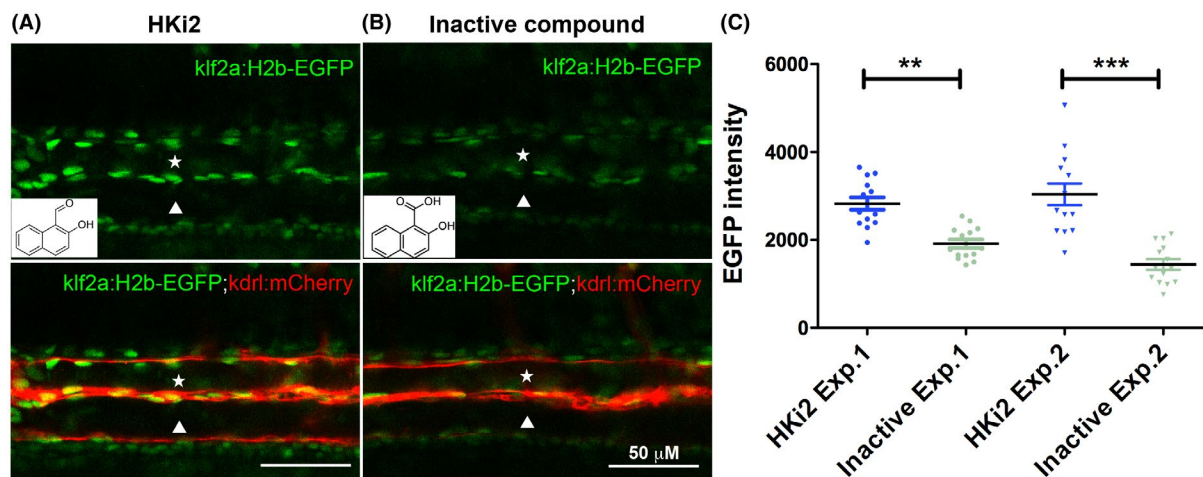 (A) HKi2
klf2a:H2b-EGFP
O
OH
klf2a:H2b-EGFP;kdrl:mCherry
(B) Inactive compound
klf2a:H2b-EGFP
O OH
OH
klf2a:H2b-EGFP;kdrl:mCherry
50 μM
(C)
EGFP intensity
6000
4000
2000
0
** ***
HKi2 Exp.1
Inactive Exp.1
HKi2 Exp.2
Inactive Exp.2